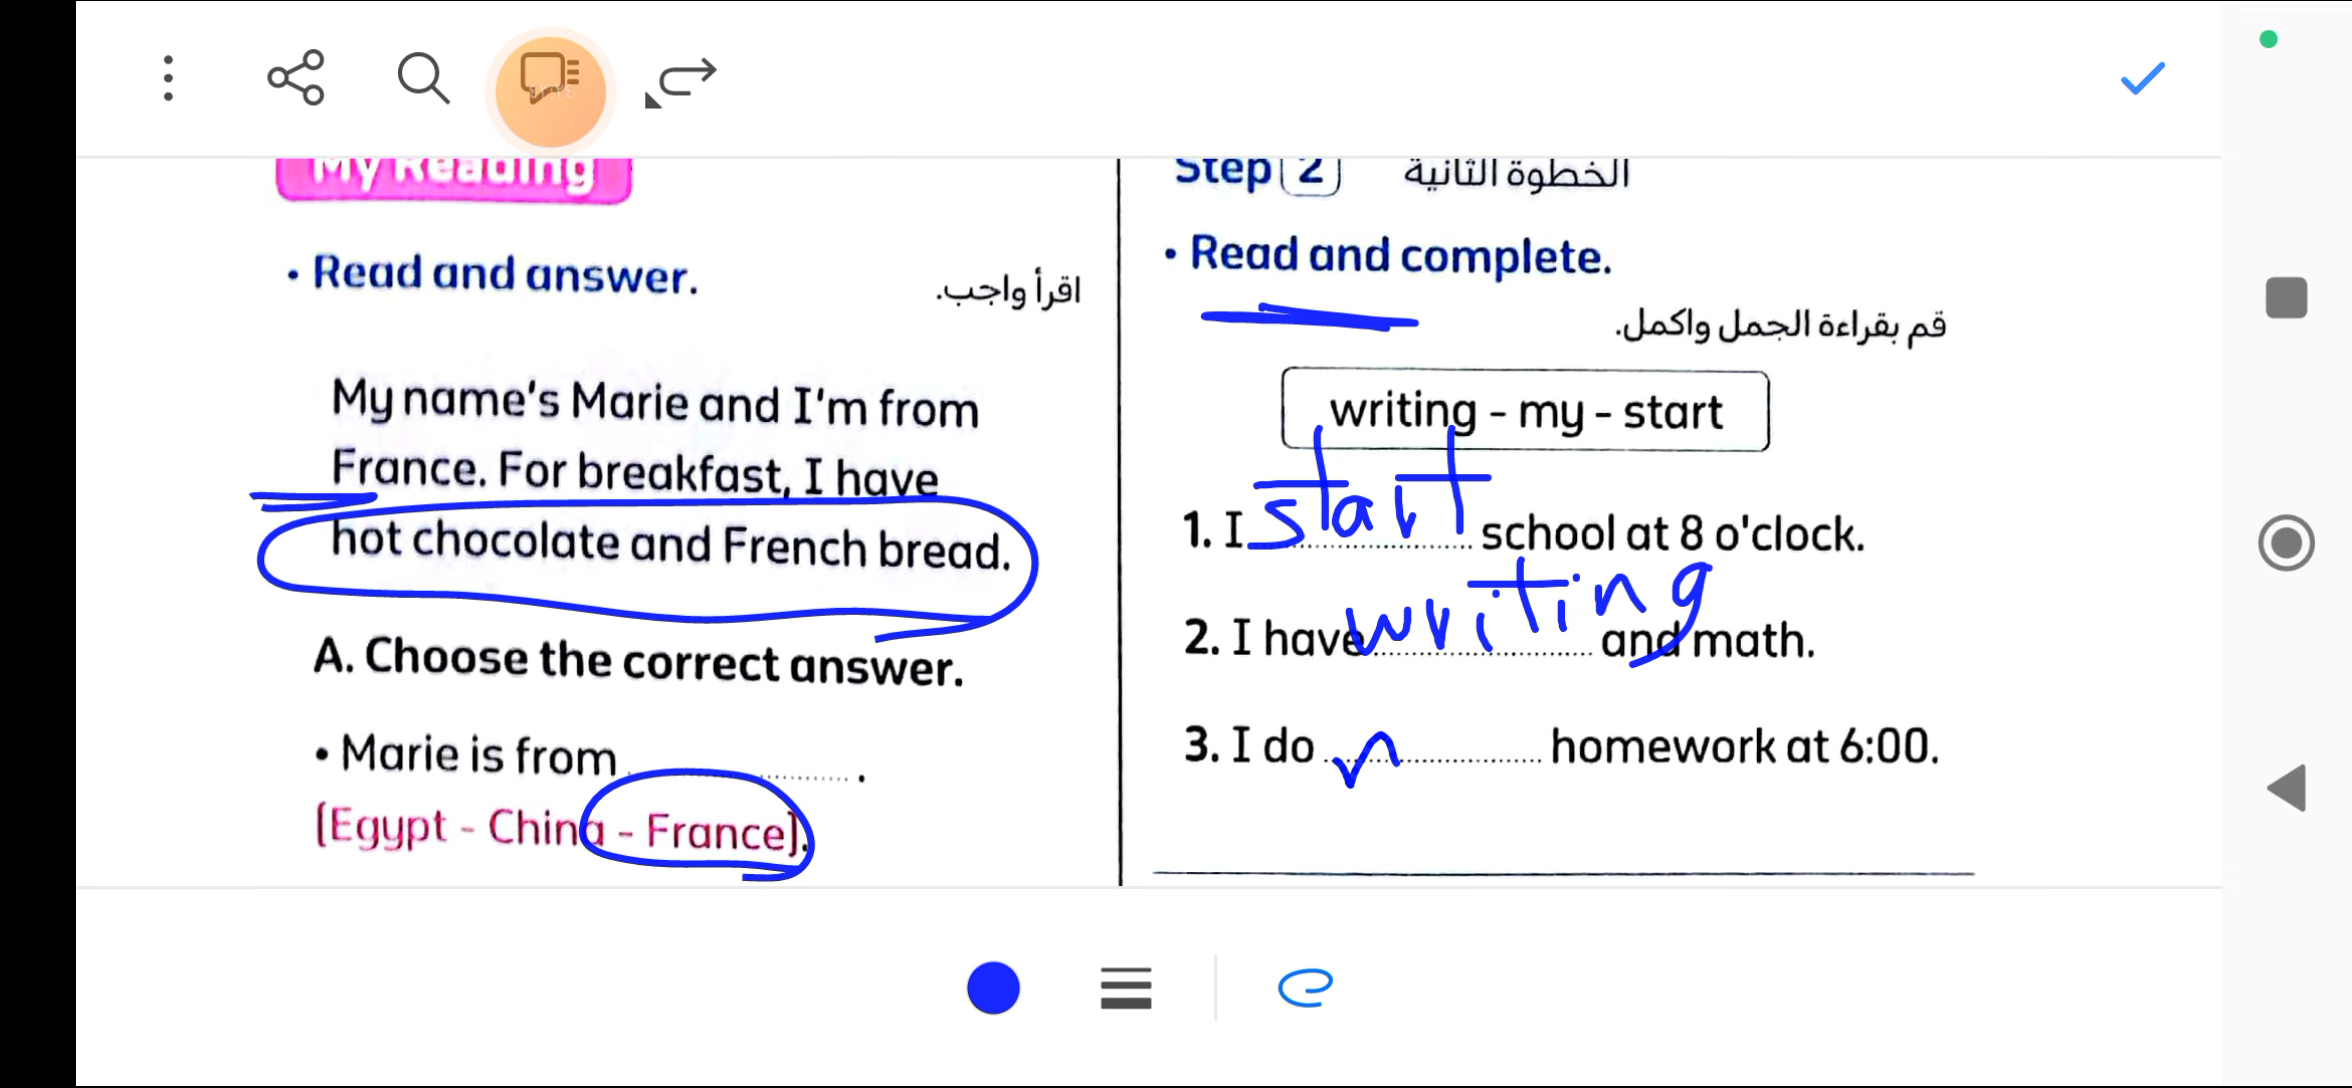 My Reading
• Read and answer.
اقرأ واجب.
My name's Marie and I'm from
France. For breakfast, I have
hot chocolate and French bread.
A. Choose the correct answer.
• Marie is from .................... .
(Egypt - China - France).
Step 2 الخطوة الثانية
• Read and complete.
قم بقراءة الجمل واكمل.
writing - my - start
1. I start school at 8 o'clock.
2. I have writing and math.
3. I do .................... homework at 6:00.